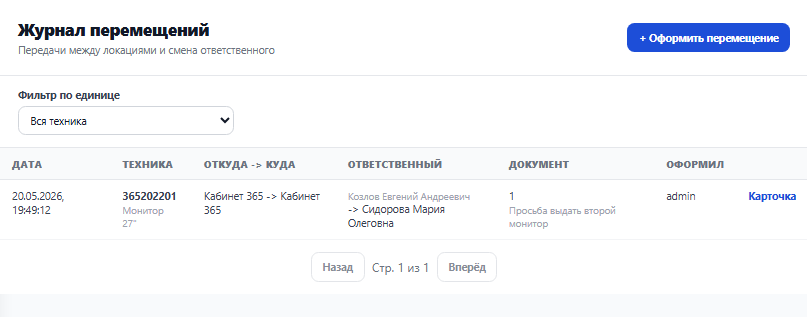 Журнал перемещений
Передачи между локациями и смена ответственного
+ Оформить перемещение
Фильтр по единице
Вся техника
ДАТА ТЕХНИКА ОТКУДА -> КУДА ОТВЕТСТВЕННЫЙ ДОКУМЕНТ ОФОРМИЛ
20.05.2026,
19:49:12
365202201
Монитор
27"
Кабинет 365 -> Кабинет
365
Козлов Евгений Андреевич
-> Сидорова Мария
Олеговна
1
Просьба выдать второй
монитор
admin
Карточка
Назад Стр. 1 из 1 Вперёд